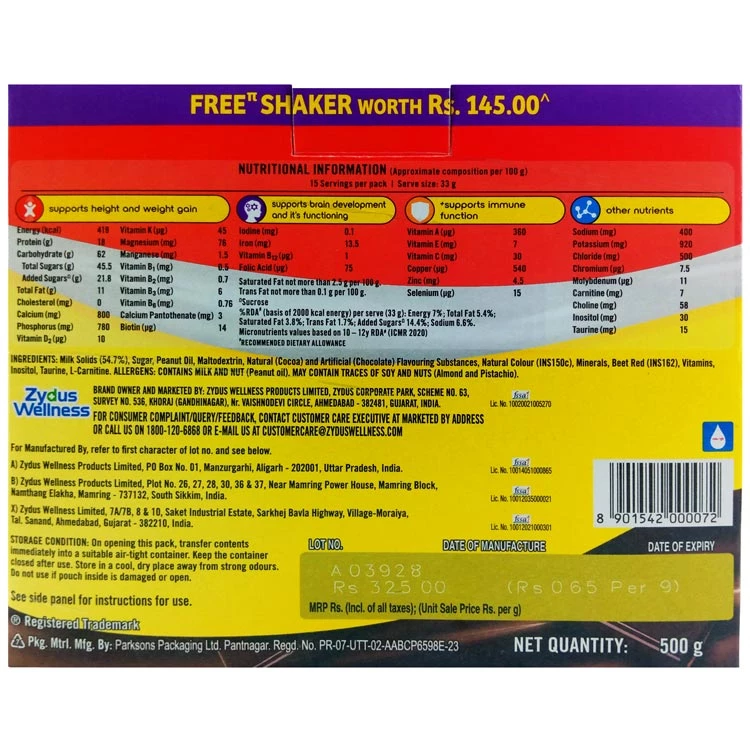 FREEπ SHAKER WORTH RS. 145.00^
NUTRITIONAL INFORMATION (Approximate composition per 100 g)
15 Servings per pack | Serve size: 33 g
supports height and weight gain
Energy (kcal) 419
Protein (g) 18
Carbohydrate (g) 62
Total Sugars (g) 45.5
Added Sugarsᴼ (g) 21.8
Total Fat (g) 11
Cholesterol (mg) 0
Calcium (mg) 800
Phosphorus (mg) 780
Vitamin D₂ (µg) 10
Vitamin K (µg) 45
Magnesium (mg) 76
Manganese (mg) 1.5
Vitamin B₁ (mg) 0.5
Vitamin B₂ (mg) 0.7
Vitamin B₃ (mg) 6
Vitamin B₆ (mg) 0.76
Calcium Pantothenate (mg) 3
Biotin (µg) 14
supports brain development
and it's functioning
Iodine (mg) 0.1
Iron (mg) 13.5
Vitamin B₁₂ (µg) 1
Folic Acid (µg) 75
Saturated Fat not more than 2.5 g per 100 g.
Trans Fat not more than 0.1 g per 100 g.
ᴼSucrose
%RDA# (basis of 2000 kcal energy) per serve (33 g): Energy 7%; Total Fat 5.4%;
Saturated Fat 3.8%; Trans Fat 1.7%; Added Sugarsᴼ 14.4%; Sodium 6.6%.
Micronutrients values based on 10 – 12y RDA# (ICMR 2020)
#RECOMMENDED DIETARY ALLOWANCE
+supports immune
function
Vitamin A (µg) 360
Vitamin E (mg) 7
Vitamin C (mg) 30
Copper (µg) 540
Zinc (mg) 4.5
Selenium (µg) 15
other nutrients
Sodium (mg) 400
Potassium (mg) 920
Chloride (mg) 500
Chromium (µg) 7.5
Molybdenum (µg) 11
Carnitine (mg) 7
Choline (mg) 58
Inositol (mg) 30
Taurine (mg) 15
INGREDIENTS: Milk Solids (54.7%), Sugar, Peanut Oil, Maltodextrin, Natural (Cocoa) and Artificial (Chocolate) Flavouring Substances, Natural Colour (INS150c), Minerals, Beet Red (INS162), Vitamins,
Inositol, Taurine, L-Carnitine. ALLERGENS: CONTAINS MILK AND NUT (Peanut oil). MAY CONTAIN TRACES OF SOY AND NUTS (Almond and Pistachio).
Zydus
Wellness
BRAND OWNER AND MARKETED BY: ZYDUS WELLNESS PRODUCTS LIMITED, ZYDUS CORPORATE PARK, SCHEME NO. 63,
SURVEY NO. 536, KHORAJ (GANDHINAGAR), Nr. VAISHNODEVI CIRCLE, AHMEDABAD - 382481, GUJARAT, INDIA.
fssai
Lic. No. 10020021005270
FOR CONSUMER COMPLAINT/QUERY/FEEDBACK, CONTACT CUSTOMER CARE EXECUTIVE AT MARKETED BY ADDRESS
OR CALL US ON 1800-120-6868 OR E-MAIL US AT CUSTOMERCARE@ZYDUSWELLNESS.COM
For Manufactured By, refer to first character of lot no. and see below.
A) Zydus Wellness Products Limited, PO Box No. 01, Manzurgarhi, Aligarh - 202001, Uttar Pradesh, India.
fssai
Lic. No. 10014051000865
B) Zydus Wellness Products Limited, Plot No. 26, 27, 28, 30, 36 & 37, Near Mamring Power House, Mamring Block,
Namthang Elakha, Mamring - 737132, South Sikkim, India.
fssai
Lic. No. 10012035000021
X) Zydus Wellness Limited, 7A/7B, 8 & 10, Saket Industrial Estate, Sarkhej Bavla Highway, Village-Moraiya,
Tal. Sanand, Ahmedabad, Gujarat - 382210, India.
fssai
Lic. No. 10012021000301
8 901542 000072
STORAGE CONDITION: On opening this pack, transfer contents
immediately into a suitable air-tight container. Keep the container
closed after use. Store in a cool, dry place away from strong odours.
Do not use if pouch inside is damaged or open.
See side panel for instructions for use.
LOT NO. DATE OF MANUFACTURE DATE OF EXPIRY
A 03928
Rs 325.00 (Rs 0.65 Per g)
MRP Rs. (Incl. of all taxes); (Unit Sale Price Rs. per g)
® Registered Trademark
Pkg. Mtrl. Mfg. By: Parksons Packaging Ltd. Pantnagar. Regd. No. PR-07-UTT-02-AABCP6598E-23
NET QUANTITY: 500 g